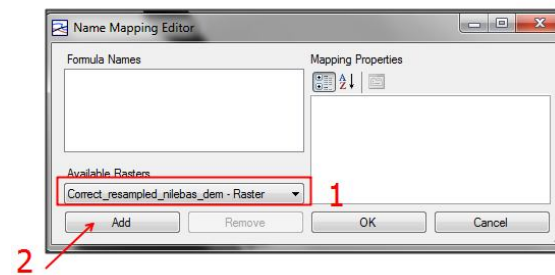 Name Mapping Editor
Formula Names
Mapping Properties
Available Rasters
Correct_resampled_nilebas_dem - Raster
1
Add
Remove
OK
Cancel
2